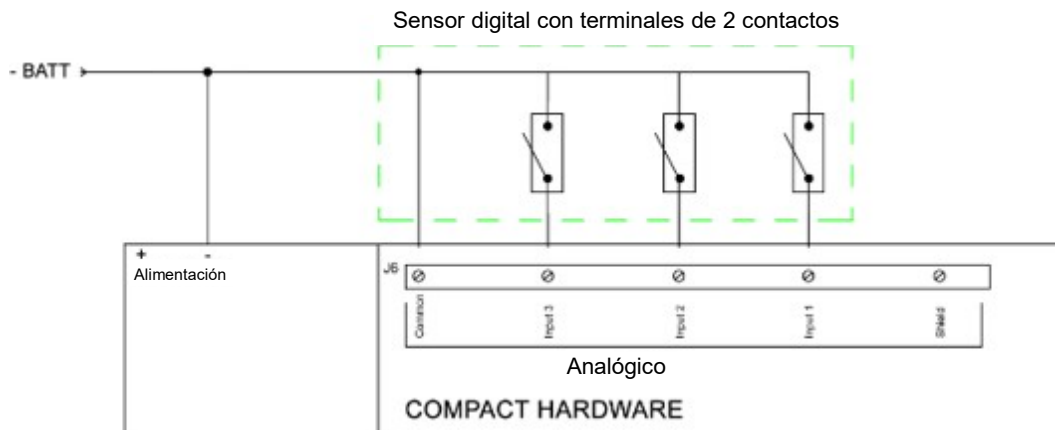 Sensor digital con terminales de 2 contactos
- BATT
+ -
Alimentación
J6
Common
Input 3
Input 2
Input 1
Shield
Analógico
COMPACT HARDWARE